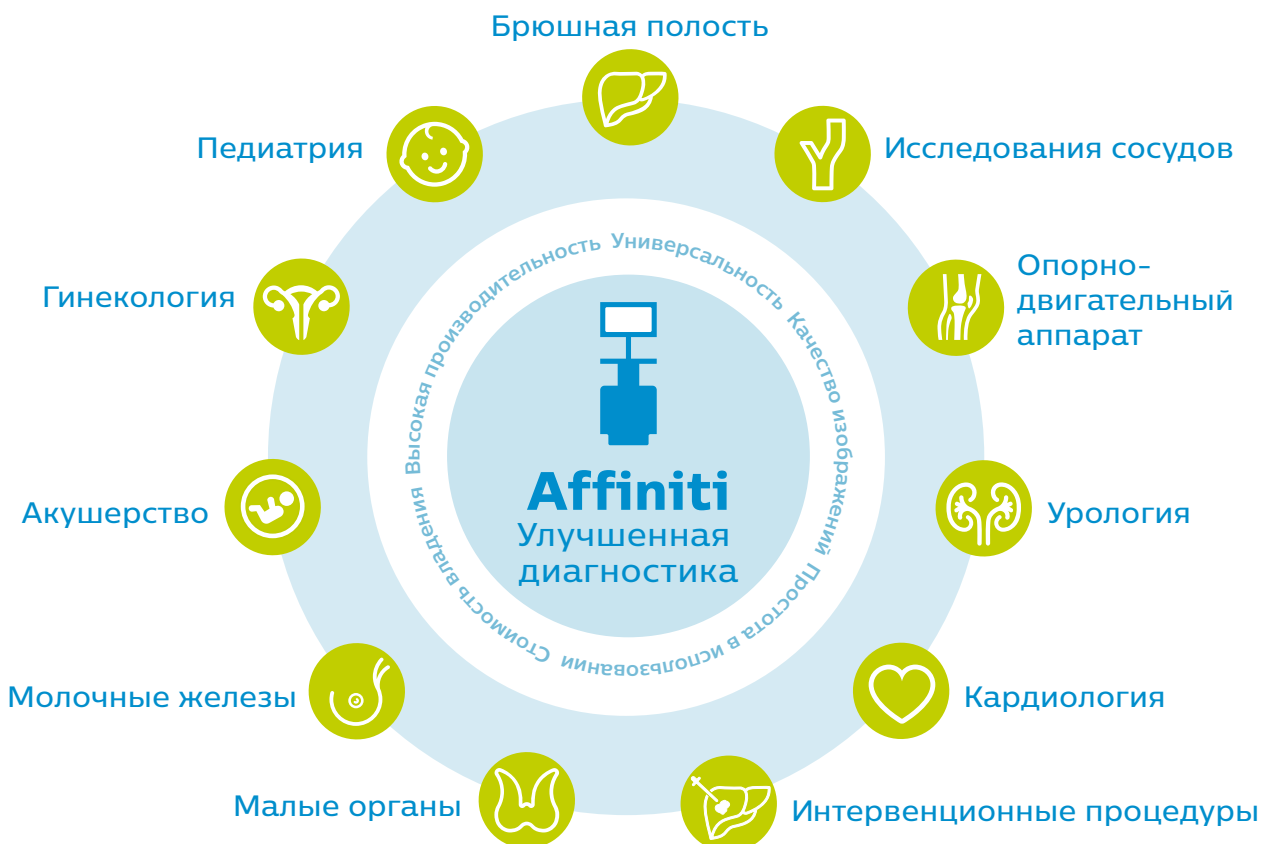 Брюшная полость
Педиатрия
Исследования сосудов
Гинекология
Опорно-
двигательный
аппарат
Высокая производительность Универсальность Качество изображений Простота в использовании Стоимость владения
Affiniti
Улучшенная
диагностика
Акушерство
Урология
Молочные железы
Кардиология
Малые органы
Интервенционные процедуры